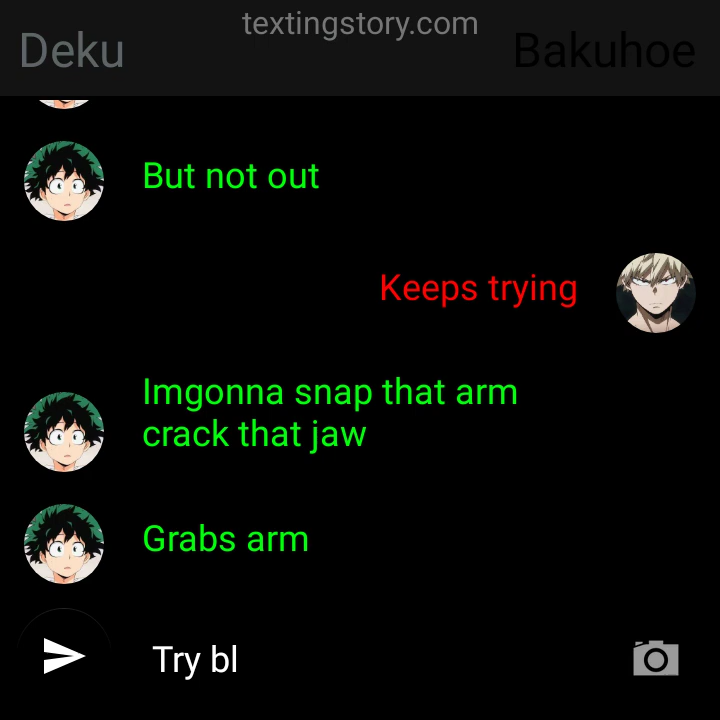 textingstory.com
Deku
Bakuhoe
But not out
Keeps trying
Imgonna snap that arm
crack that jaw
Grabs arm
Try bl